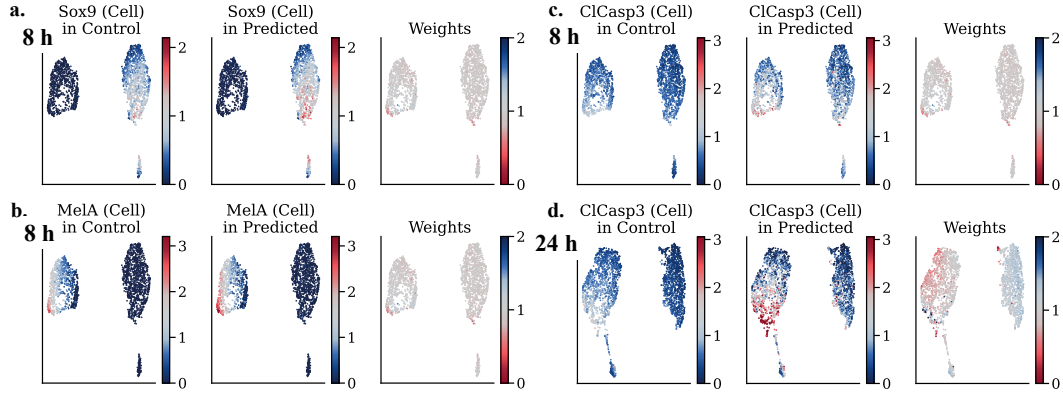 a.
8 h
Sox9 (Cell)
in Control
2
1
0
Sox9 (Cell)
in Predicted
2
1
0
Weights
2
1
0
c.
8 h
ClCasp3 (Cell)
in Control
3
2
1
0
ClCasp3 (Cell)
in Predicted
3
2
1
0
Weights
2
1
0
b.
8 h
MelA (Cell)
in Control
3
2
1
0
MelA (Cell)
in Predicted
3
2
1
0
Weights
2
1
0
d.
24 h
ClCasp3 (Cell)
in Control
3
2
1
0
ClCasp3 (Cell)
in Predicted
3
2
1
0
Weights
2
1
0